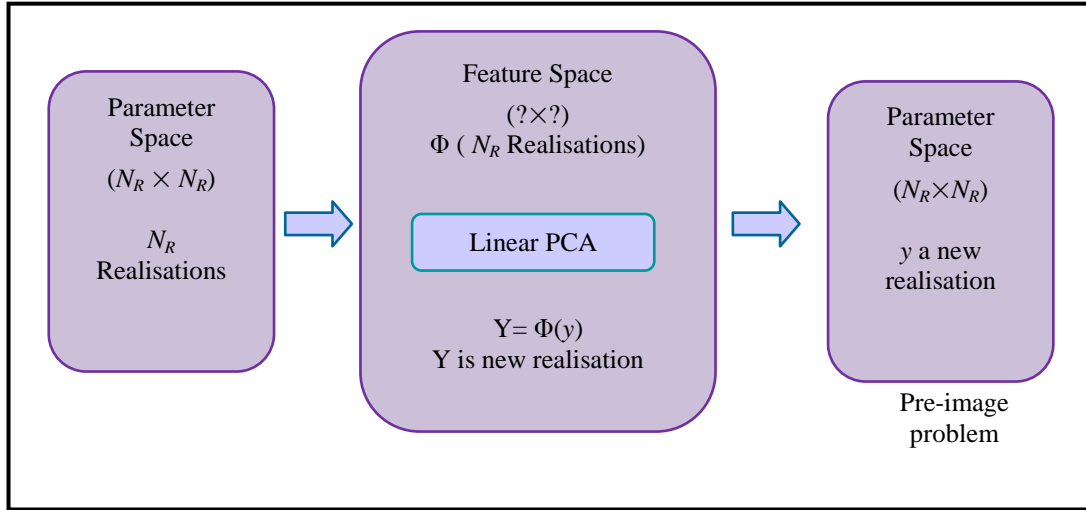 Parameter
Space
(N_R × N_R)
N_R
Realisations
Feature Space
(?×?)
Φ ( N_R Realisations)
Linear PCA
Y= Φ(y)
Y is new realisation
Parameter
Space
(N_R×N_R)
y a new
realisation
Pre-image
problem